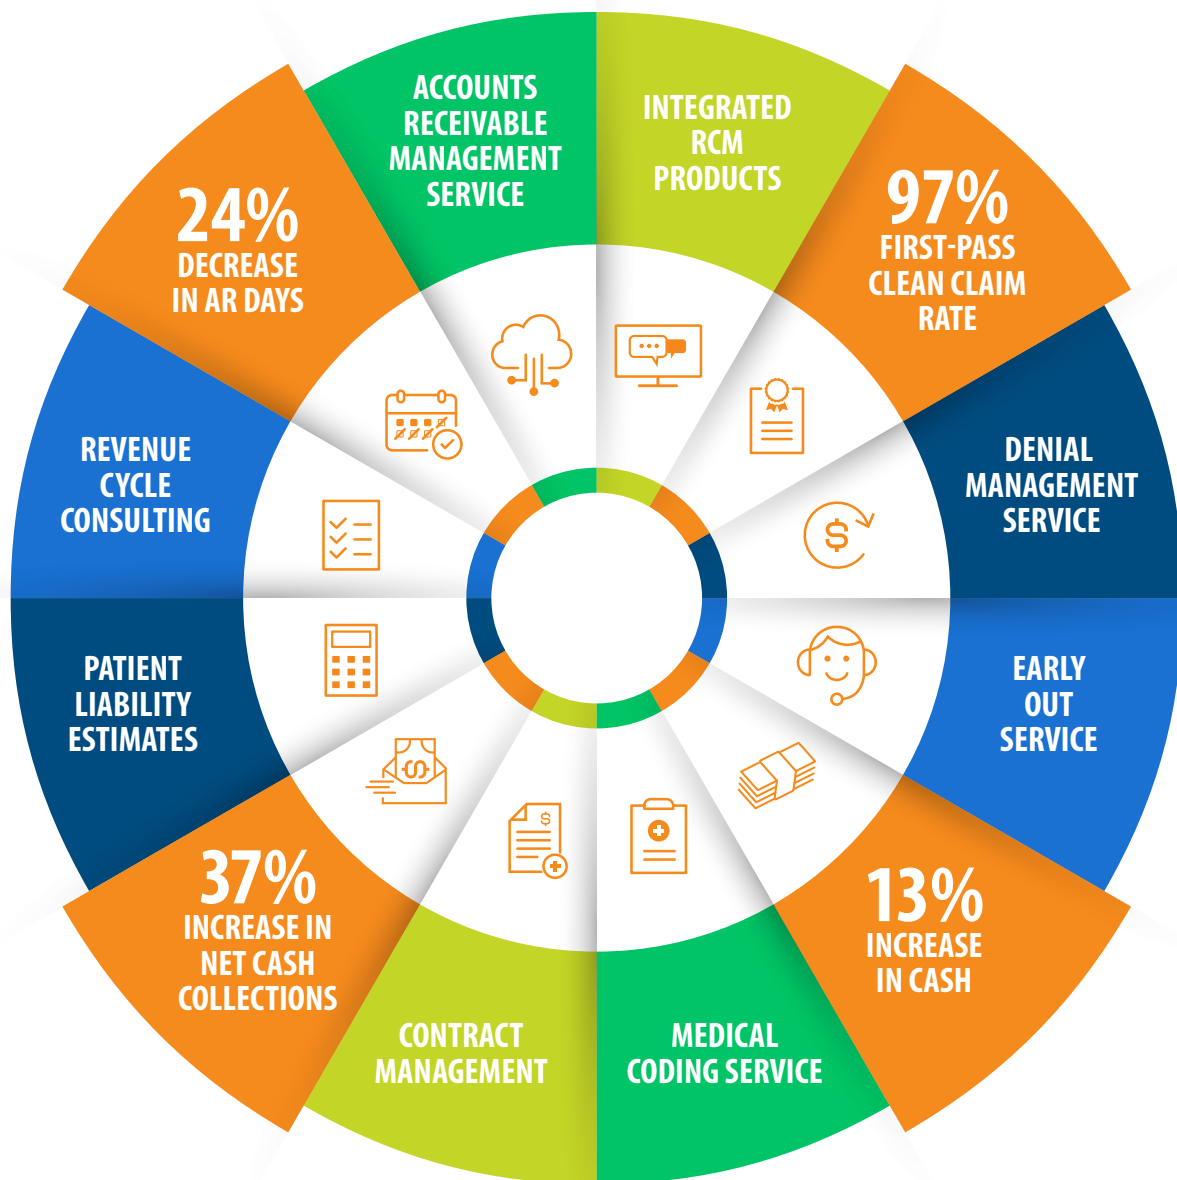 ACCOUNTS
RECEIVABLE
MANAGEMENT
SERVICE
INTEGRATED
RCM
PRODUCTS
97%
FIRST-PASS
CLEAN CLAIM
RATE
DENIAL
MANAGEMENT
SERVICE
EARLY
OUT
SERVICE
13%
INCREASE
IN CASH
MEDICAL
CODING SERVICE
CONTRACT
MANAGEMENT
37%
INCREASE IN
NET CASH
COLLECTIONS
PATIENT
LIABILITY
ESTIMATES
REVENUE
CYCLE
CONSULTING
24%
DECREASE
IN AR DAYS
$
$
$
$